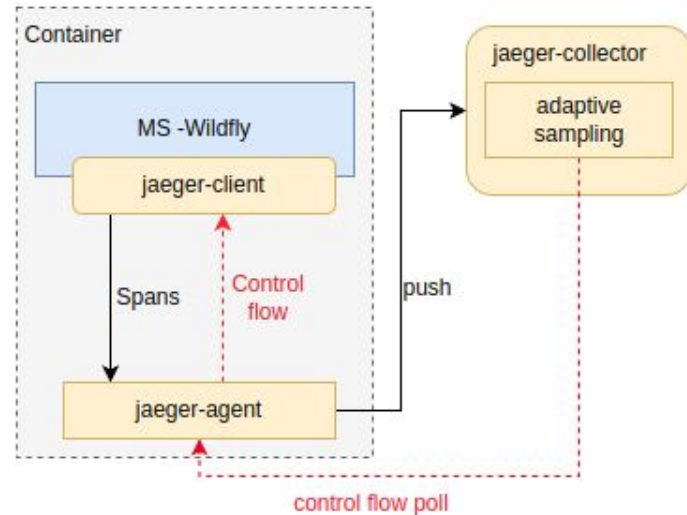 Container
jaeger-collector
MS -Wildfly
adaptive
sampling
jaeger-client
Spans
Control
flow
push
jaeger-agent
control flow poll